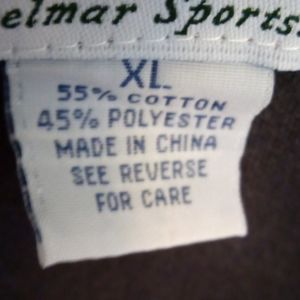 elmar Sports
XL
55% COTTON
45% POLYESTER
MADE IN CHINA
SEE REVERSE
FOR CARE